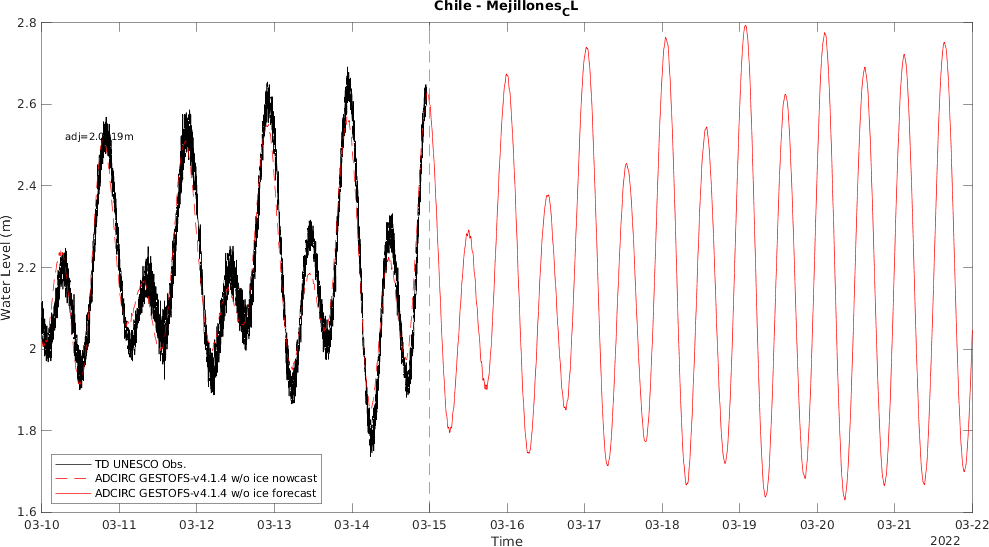 Chile - Mejillones_CL
2.8
2.6
2.4
2.2
2
1.8
1.6
Water Level (m)
TD UNESCO Obs.
ADCIRC GESTOFS-v4.1.4 w/o ice nowcast
ADCIRC GESTOFS-v4.1.4 w/o ice forecast
03-10 03-11 03-12 03-13 03-14 03-15 03-16 03-17 03-18 03-19 03-20 03-21 03-22
Time
2022